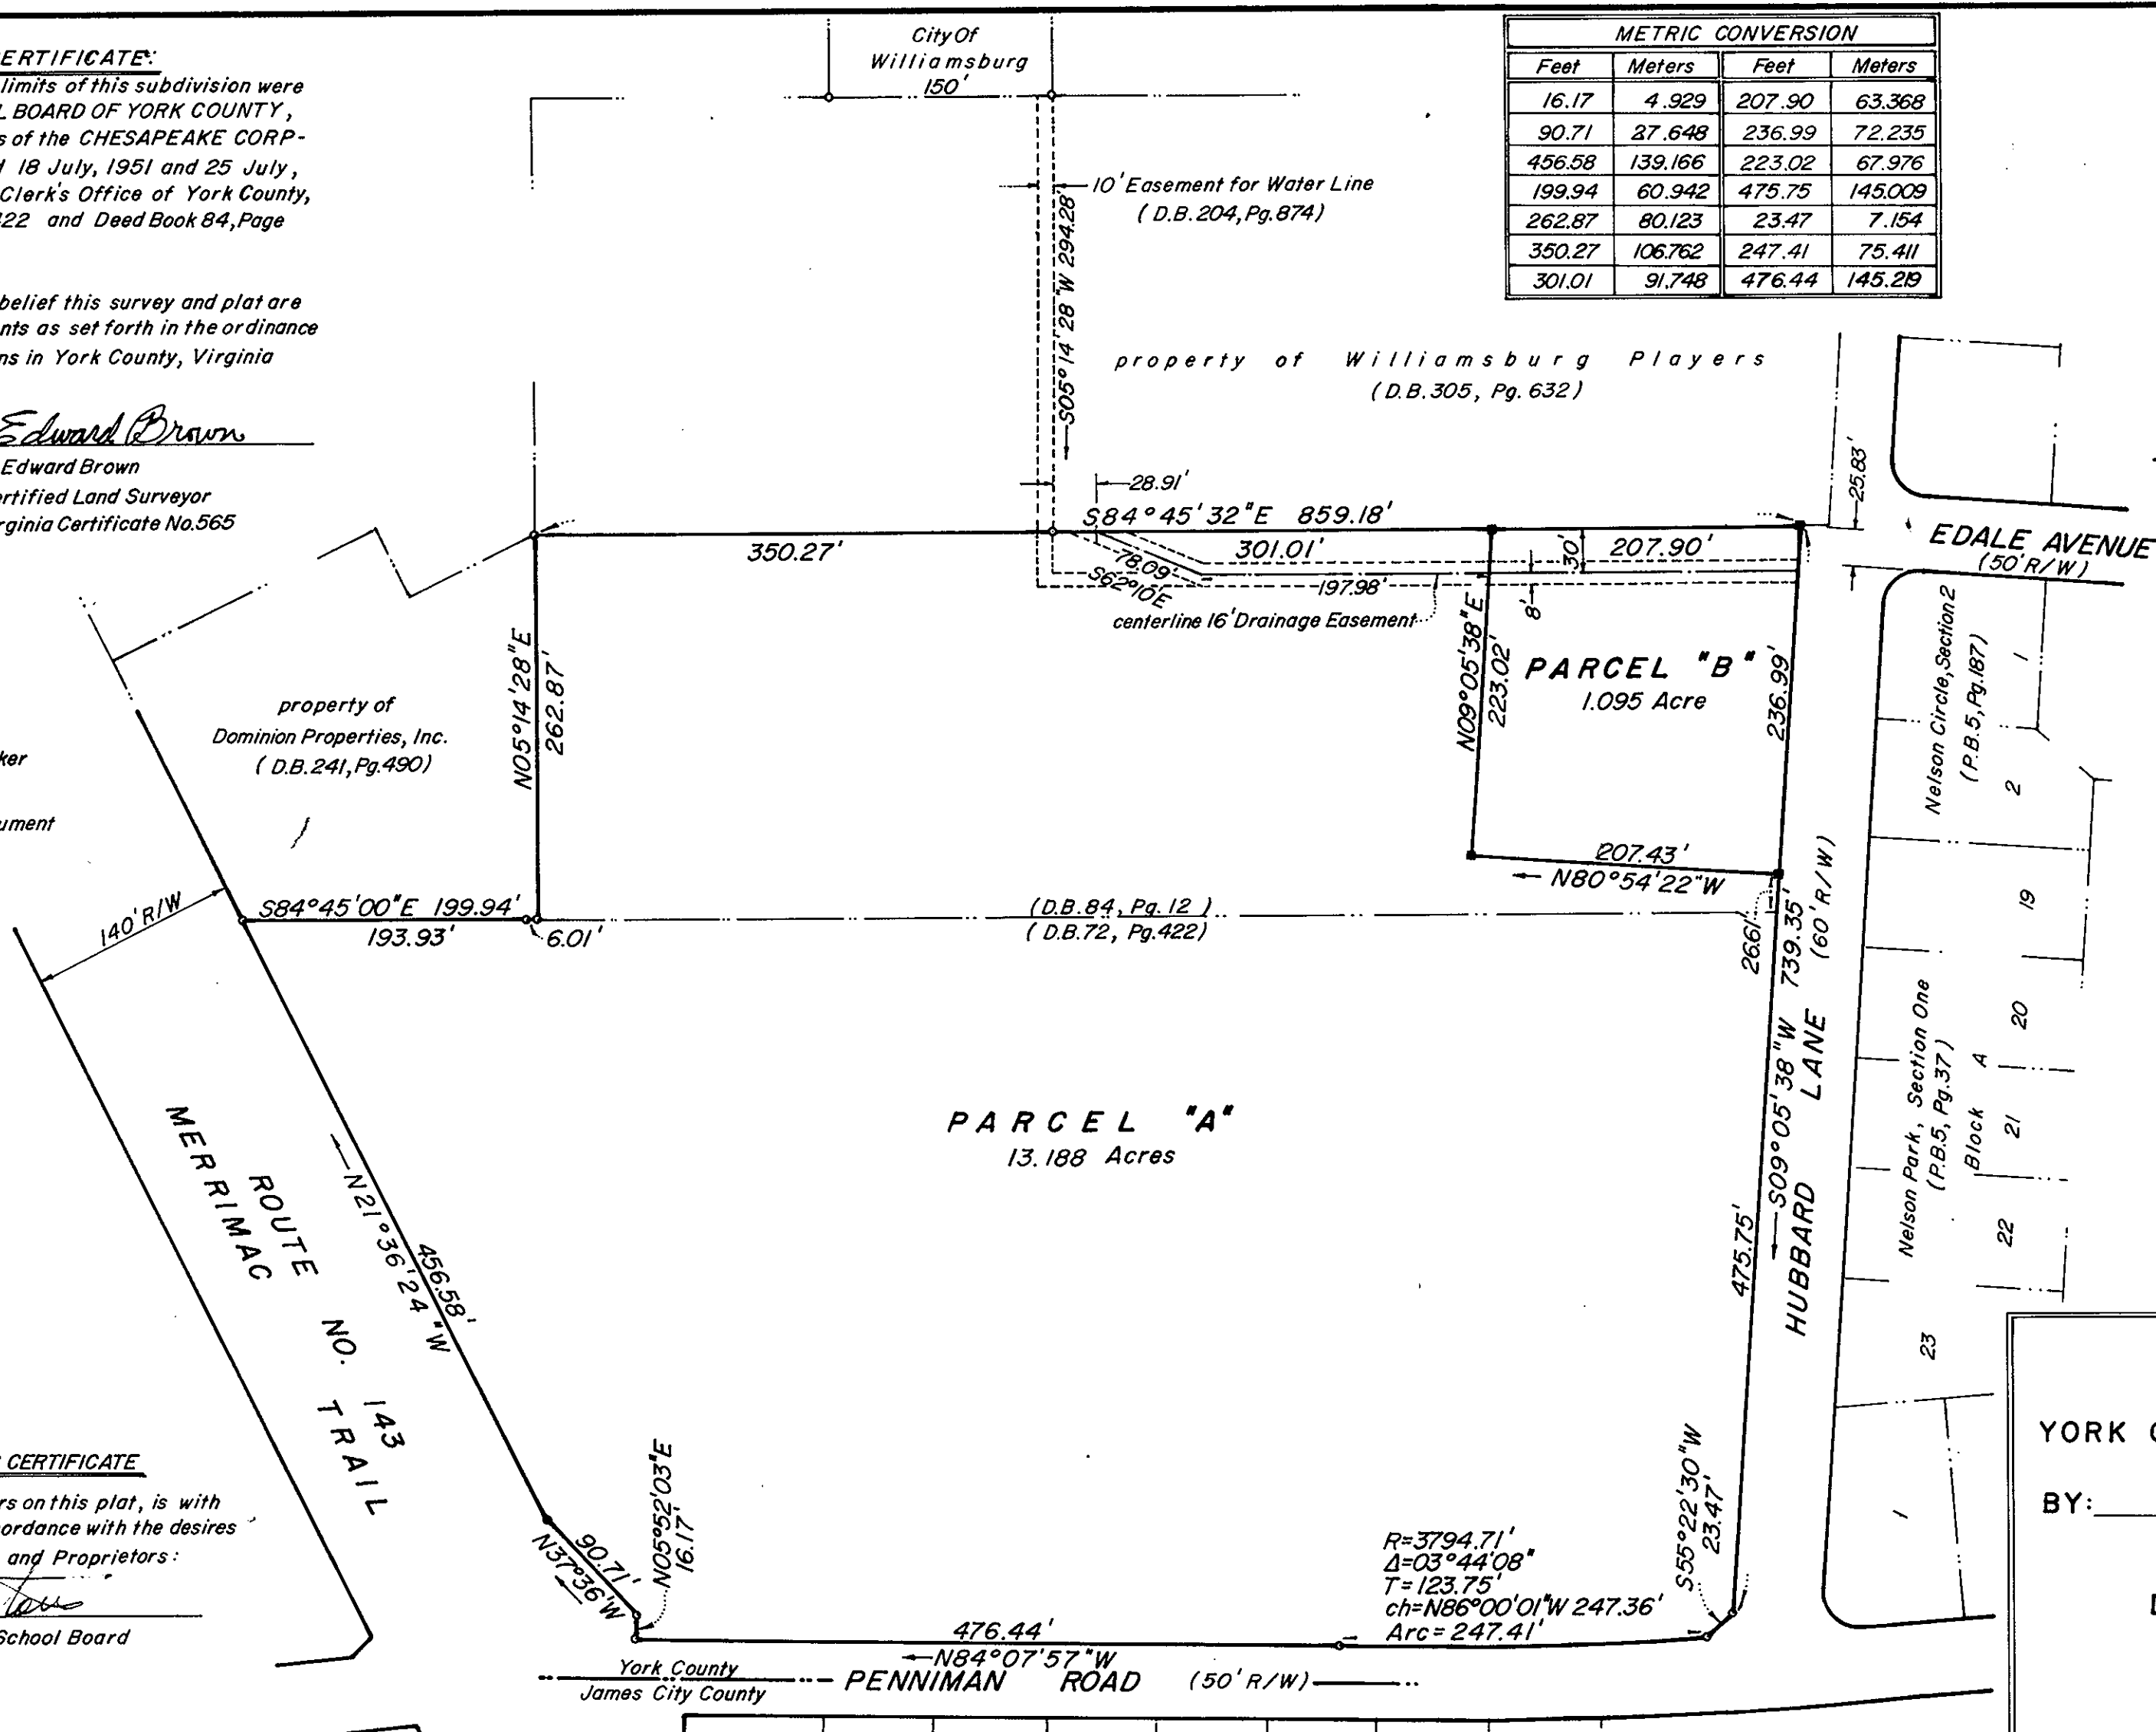 ERTIFICATE:
limits of this subdivision were
L BOARD OF YORK COUNTY,
s of the CHESAPEAKE CORP-
18 July, 1951 and 25 July,
Clerk's Office of York County,
422 and Deed Book 84, Page
belief this survey and plat are
nts as set forth in the ordinance
ns in York County, Virginia
Edward Brown
Edward Brown
ertified Land Surveyor
rginia Certificate No.565
City Of
Williamsburg
150'
METRIC CONVERSION
Feet Meters Feet Meters
16.17 4.929 207.90 63.368
90.71 27.648 236.99 72.235
456.58 139.166 223.02 67.976
199.94 60.942 475.75 145.009
262.87 80.123 23.47 7.154
350.27 106.762 247.41 75.411
301.01 91.748 476.44 145.219
10' Easement for Water Line
(D.B.204, Pg.874)
S05°14'28"W 294.28'
property of Williamsburg Players
(D.B.305, Pg.632)
28.91'
S84°45'32"E 859.18'
350.27'
301.01'
207.90'
30'
25.83'
EDALE AVENUE
(50'R/W)
78.09'
S62°10'E
197.98'
8'
centerline 16' Drainage Easement
N05°14'28"E
262.87'
N09°05'38"E
223.02'
PARCEL "B"
1.095 Acre
236.99'
207.43'
N80°54'22"W
property of
Dominion Properties, Inc.
(D.B.241, Pg.490)
ker
ument
140' R/W
S84°45'00"E 199.94'
193.93'
6.01'
(D.B.84, Pg.12)
(D.B.72, Pg.422)
26.61'
739.35'
S09°05'38"W
475.75'
HUBBARD LANE
(60' R/W)
Nelson Circle, Section 2
(P.B.5, Pg.187)
1
2
19
20
21
22
23
1
Nelson Park, Section One
(P.B.5, Pg.37)
Block A
PARCEL "A"
13.188 Acres
N21°36'24"W
456.58'
ROUTE NO. 143
MERRIMAC TRAIL
90.71'
N37°36'W
N05°52'03"E
16.17'
R=3794.71'
Δ=03°44'08"
T=123.75'
ch=N86°00'01"W 247.36'
Arc=247.41'
S55°22'30"W
23.47'
476.44'
N84°07'57"W
York County
James City County
PENNIMAN ROAD (50' R/W)
CERTIFICATE
rs on this plat, is with
cordance with the desires
and Proprietors:
School Board
YORK
BY: